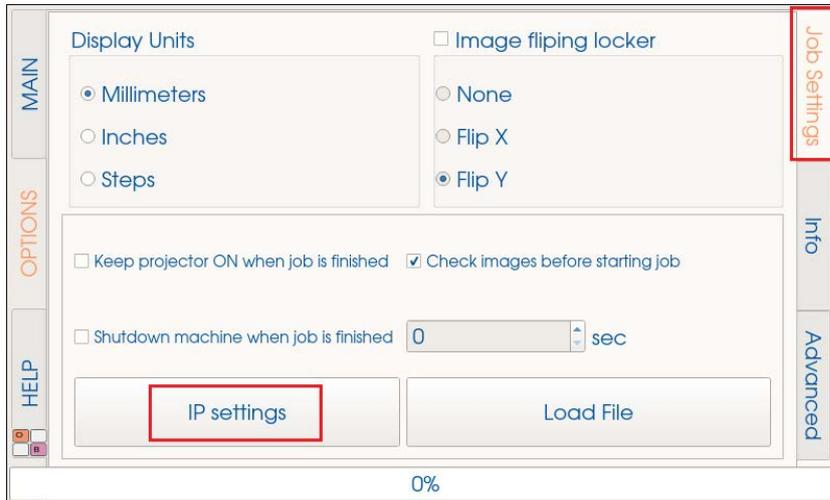 MAIN
OPTIONS
HELP
O
B
Display Units
Millimeters
Inches
Steps
Image fliping locker
None
Flip X
Flip Y
Keep projector ON when job is finished
Check images before starting job
Shutdown machine when job is finished
0
sec
IP settings
Load File
Job Settings
Info
Advanced
0%